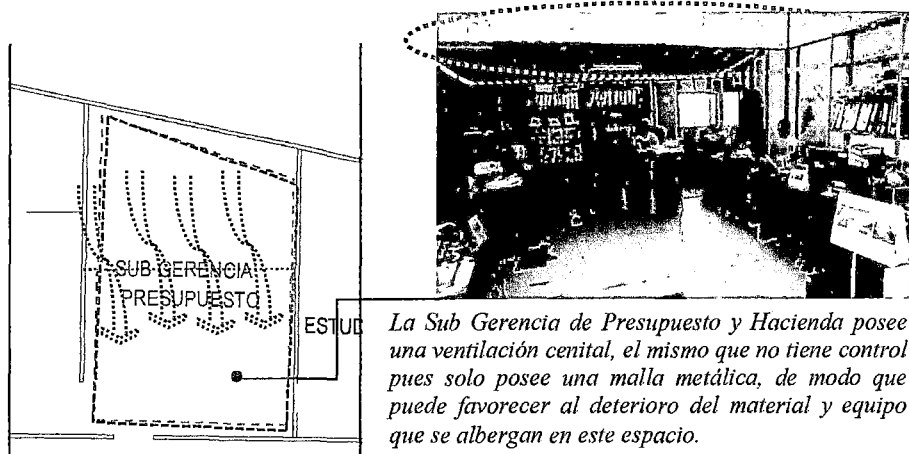 SUB GERENCIA
PRESUPUESTO
ESTUD
La Sub Gerencia de Presupuesto y Hacienda posee
una ventilación cenital, el mismo que no tiene control
pues solo posee una malla metálica, de modo que
puede favorecer al deterioro del material y equipo
que se albergan en este espacio.